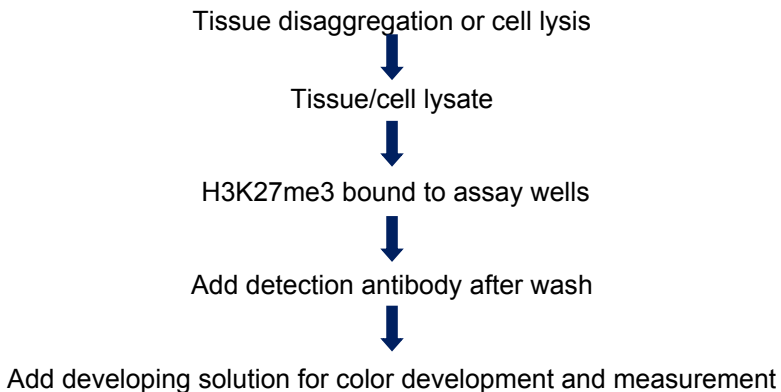 Tissue disaggregation or cell lysis
Tissue/cell lysate
H3K27me3 bound to assay wells
Add detection antibody after wash
Add developing solution for color development and measurement